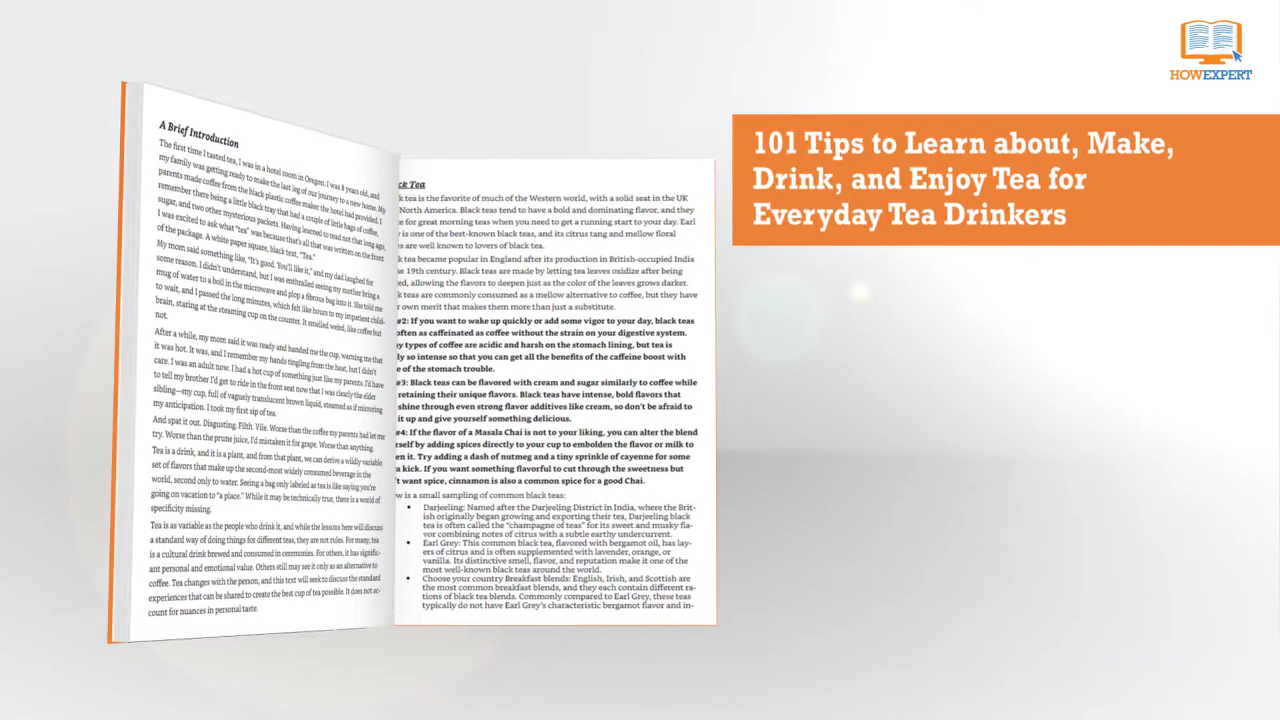 A Brief Introduction
The first time I tasted tea, I was in a hotel room in Oregon. I was 8 years old, and
my family was getting ready to make the last leg of our journey to a new home. My
parents made coffee from the black plastic coffee maker the hotel had provided. I
remember there being a little black tray that had a couple of little bags of coffee,
sugar, and two other mysterious packets. Having learned to read not that long ago,
I was excited to ask what “tea” was because that's all that was written on the front
of the package. A white paper square, black text, “Tea.”
My mom said something like, “It's good. You'll like it,” and my dad laughed for
some reason. I didn't understand, but I was enthralled seeing my mother bring a
mug of water to a boil in the microwave and plop a fibrous bag into it. She told me
to wait, and I passed the long minutes, which felt like hours to my impatient child-
brain, staring at the steaming cup on the counter. It smelled weird, like coffee but
not.
After a while, my mom said it was ready and handed me the cup, warning me that
it was hot. It was, and I remember my hands tingling from the heat, but I didn't
care. I was an adult now. I had a hot cup of something just like my parents. I'd have
to tell my brother I'd get to ride in the front seat now that I was clearly the elder
sibling—my cup, full of vaguely translucent brown liquid, steamed as if mirroring
my anticipation. I took my first sip of tea.
And spat it out. Disgusting. Filth. Vile. Worse than the coffee my parents had let me
try. Worse than the prune juice, I'd mistaken it for grape. Worse than anything.
Tea is a drink, and it is a plant, and from that plant, we can derive a wildly variable
set of flavors that make up the second-most widely consumed beverage in the
world, second only to water. Seeing a bag only labeled as tea is like saying you're
going on vacation to “a place.” While it may be technically true, there is a world of
specificity missing.
Tea is as variable as the people who drink it, and while the lessons here will discuss
a standard way of doing things for different teas, they are not rules. For many, tea
is a cultural drink brewed and consumed in ceremonies. For others, it has signific-
ant personal and emotional value. Others still may see it only as an alternative to
coffee. Tea changes with the person, and this text will seek to discuss the standard
experiences that can be shared to create the best cup of tea possible. It does not ac-
count for nuances in personal taste.
ck Tea
k tea is the favorite of much of the Western world, with a solid seat in the UK
North America. Black teas tend to have a bold and dominating flavor, and they
e for great morning teas when you need to get a running start to your day. Earl
y is one of the best-known black teas, and its citrus tang and mellow floral
es are well known to lovers of black tea.
k tea became popular in England after its production in British-occupied India
he 19th century. Black teas are made by letting tea leaves oxidize after being
ed, allowing the flavors to deepen just as the color of the leaves grows darker.
k teas are commonly consumed as a mellow alternative to coffee, but they have
r own merit that makes them more than just a substitute.
#2: If you want to wake up quickly or add some vigor to your day, black teas
often as caffeinated as coffee without the strain on your digestive system.
y types of coffee are acidic and harsh on the stomach lining, but tea is
ly so intense so that you can get all the benefits of the caffeine boost with
e of the stomach trouble.
#3: Black teas can be flavored with cream and sugar similarly to coffee while
retaining their unique flavors. Black teas have intense, bold flavors that
shine through even strong flavor additives like cream, so don't be afraid to
it up and give yourself something delicious.
#4: If the flavor of a Masala Chai is not to your liking, you can alter the blend
rself by adding spices directly to your cup to embolden the flavor or milk to
en it. Try adding a dash of nutmeg and a tiny sprinkle of cayenne for some
a kick. If you want something flavorful to cut through the sweetness but
't want spice, cinnamon is also a common spice for a good Chai.
ow is a small sampling of common black teas:
• Darjeeling: Named after the Darjeeling District in India, where the Brit-
ish originally began growing and exporting their tea, Darjeeling black
tea is often called the “champagne of teas” for its sweet and musky fla-
vor combining notes of citrus with a subtle earthy undercurrent.
• Earl Grey: This common black tea, flavored with bergamot oil, has lay-
ers of citrus and is often supplemented with lavender, orange, or
vanilla. Its distinctive smell, flavor, and reputation make it one of the
most well-known black teas around the world.
• Choose your country Breakfast blends: English, Irish, and Scottish are
the most common breakfast blends, and they each contain different ra-
tions of black tea blends. Commonly compared to Earl Grey, these teas
typically do not have Earl Grey's characteristic bergamot flavor and in-
HOWEXPERT
101 Tips to Learn about, Make,
Drink, and Enjoy Tea for
Everyday Tea Drinkers